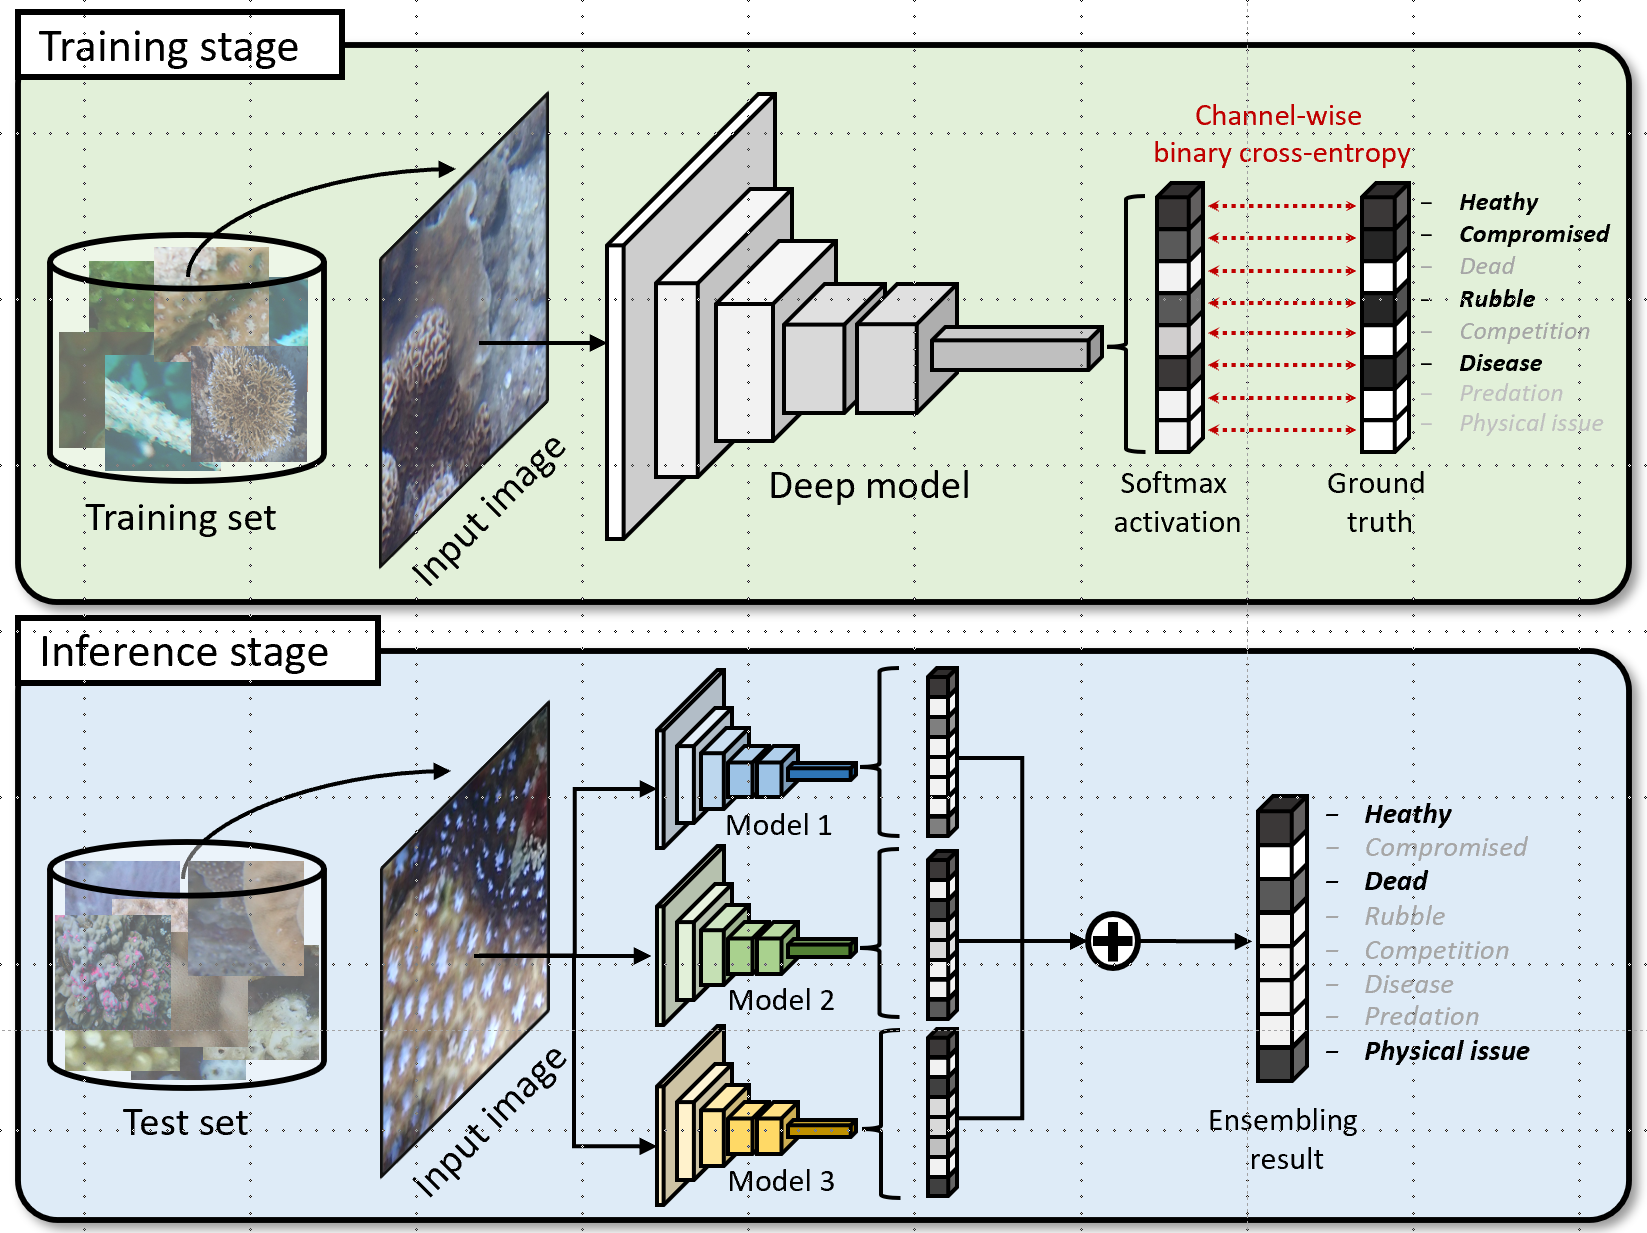 Training stage
Channel-wise
binary cross-entropy
Heathy
Compromised
Dead
Rubble
Competition
Disease
Predation
Physical issue
Training set
Input image
Deep model
Softmax
activation
Ground
truth
Inference stage
Model 1
Model 2
Model 3
Test set
Input image
Heathy
Compromised
Dead
Rubble
Competition
Disease
Predation
Physical issue
Ensembling
result